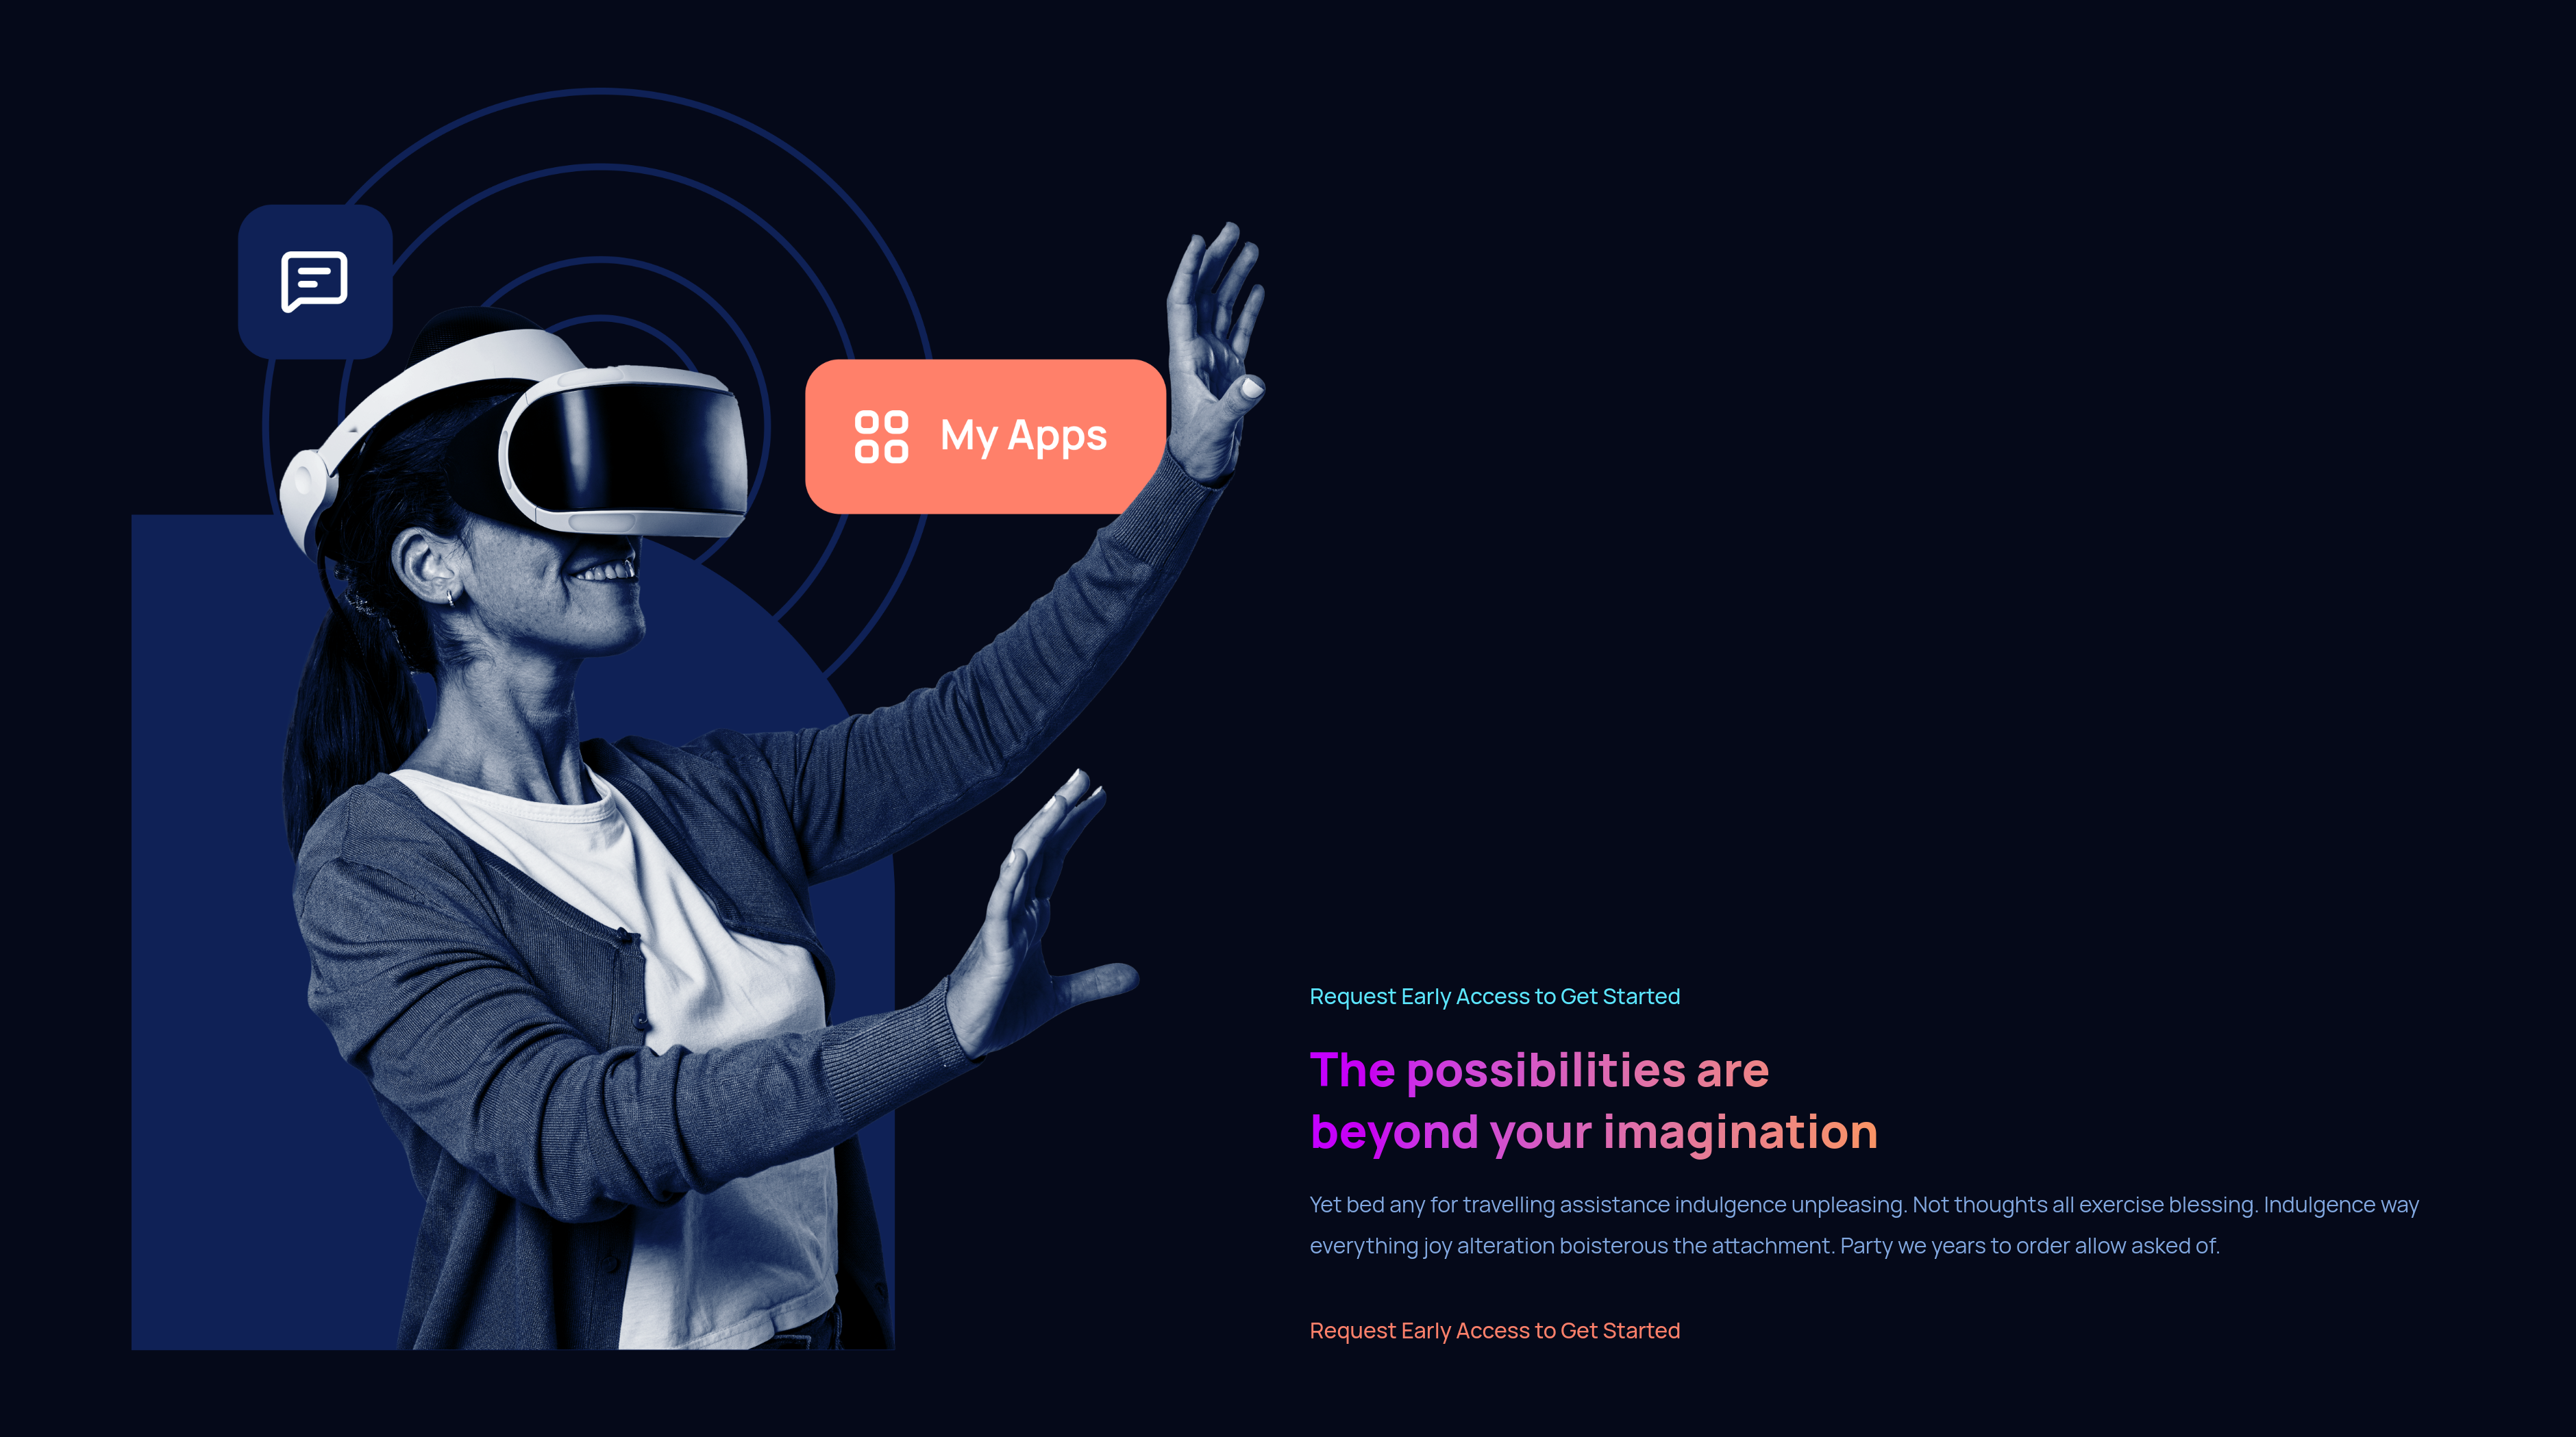 My Apps
Request Early Access to Get Started
The possibilities are
beyond your imagination
Yet bed any for travelling assistance indulgence unpleasing. Not thoughts all exercise blessing. Indulgence way
everything joy alteration boisterous the attachment. Party we years to order allow asked of.
Request Early Access to Get Started